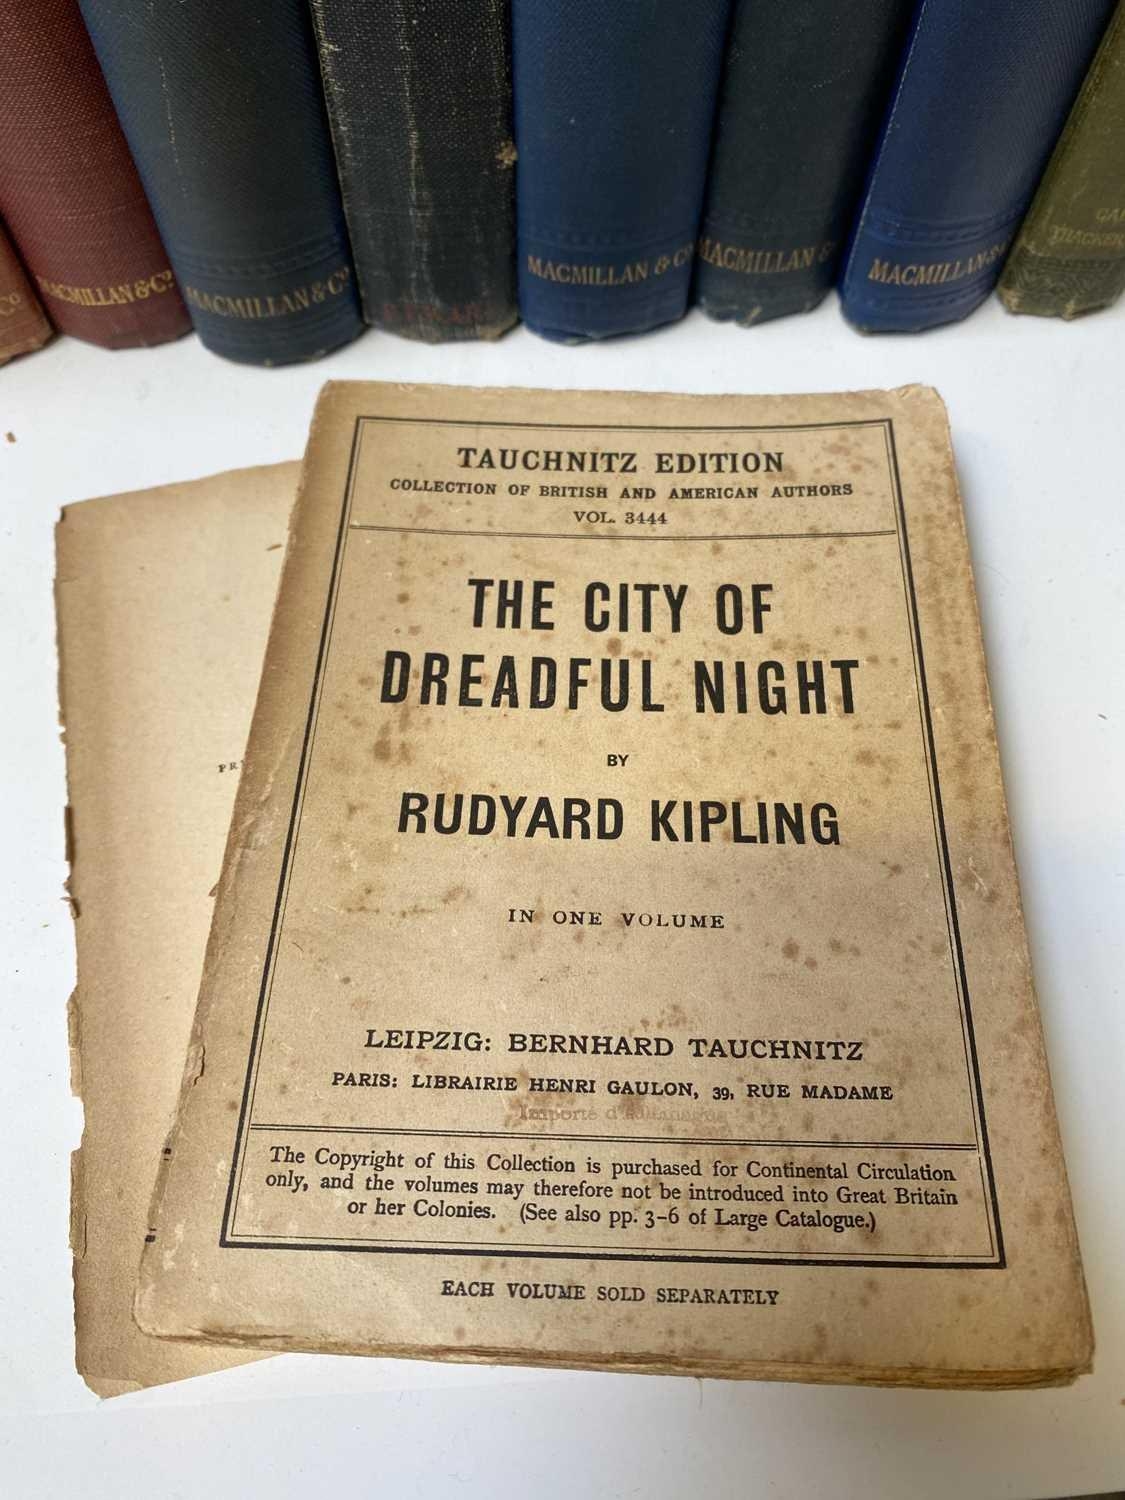 Co
MACMILLAN & Co.
MACMILLAN & Co.
MACMILLAN & Co
MACMILLAN &
MACMILLAN &
THACKER
TAUCHNITZ EDITION
COLLECTION OF BRITISH AND AMERICAN AUTHORS
VOL. 3444
THE CITY OF
DREADFUL NIGHT
BY
RUDYARD KIPLING
IN ONE VOLUME
LEIPZIG: BERNHARD TAUCHNITZ
PARIS: LIBRAIRIE HENRI GAULON, 39, RUE MADAME
Importé d'Allemagne
The Copyright of this Collection is purchased for Continental Circulation
only, and the volumes may therefore not be introduced into Great Britain
or her Colonies. (See also pp. 3-6 of Large Catalogue.)
EACH VOLUME SOLD SEPARATELY